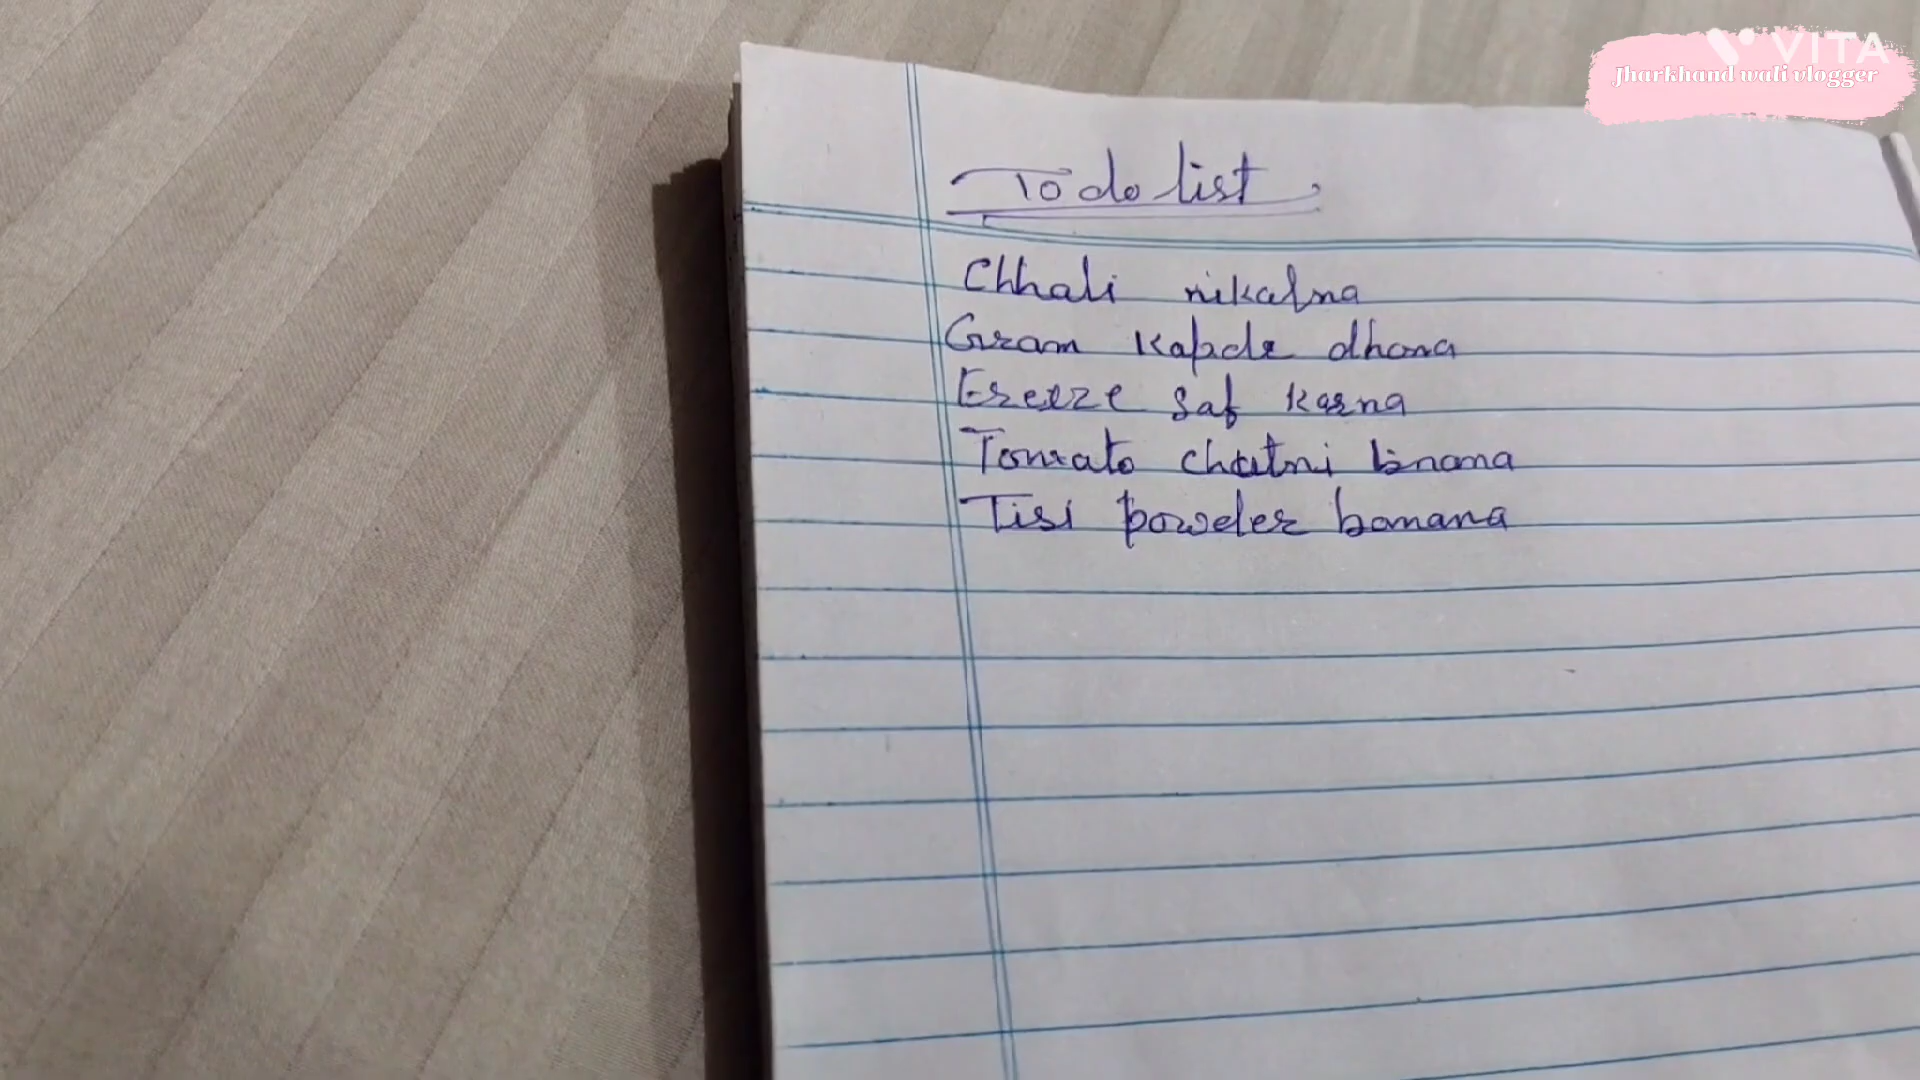 VITA
Jharkhand wali vlogger
To do list
Chhali nikalna
Gram kapde dhona
Freeze saf karna
Tomato chatni banana
Tisi powder banana